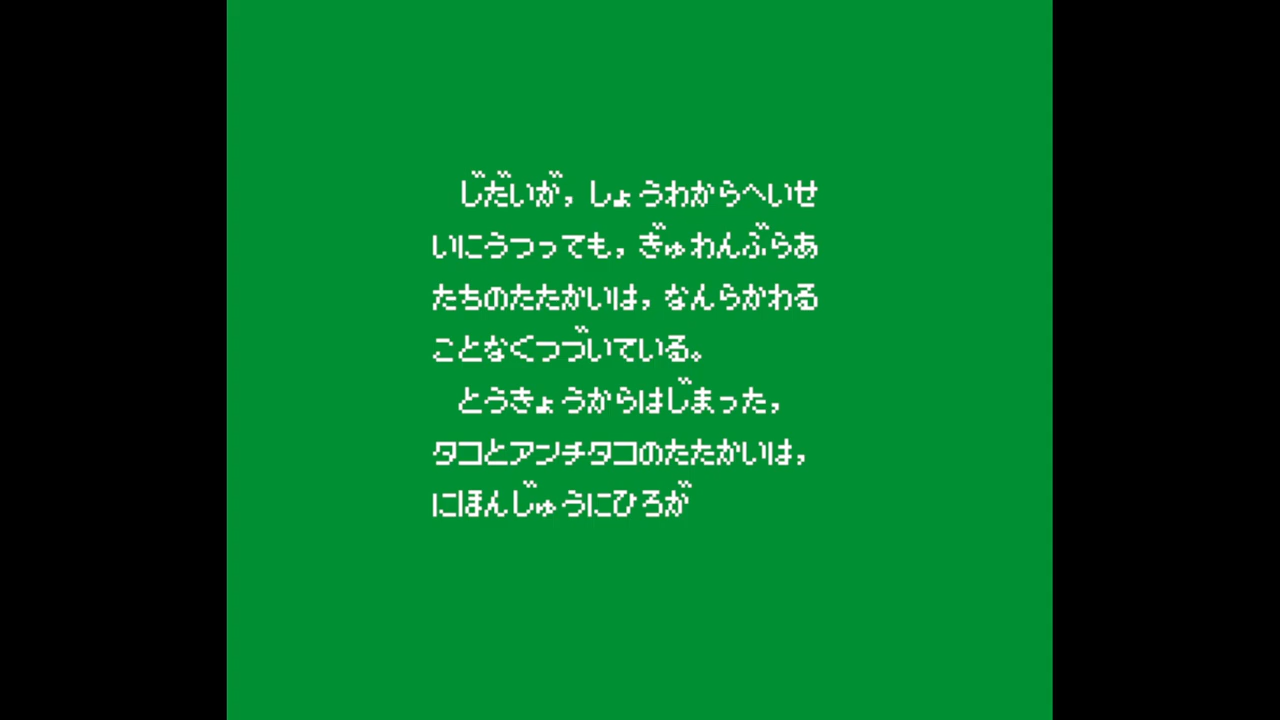 じだいが，しょうわからへいせ
いにうつっても，ぎゅわんぶらあ
たちのたたかいは，なんらかわる
ことなくつづいている。
とうきょうからはじまった，
タコとアンチタコのたたかいは，
にほんじゅうにひろが